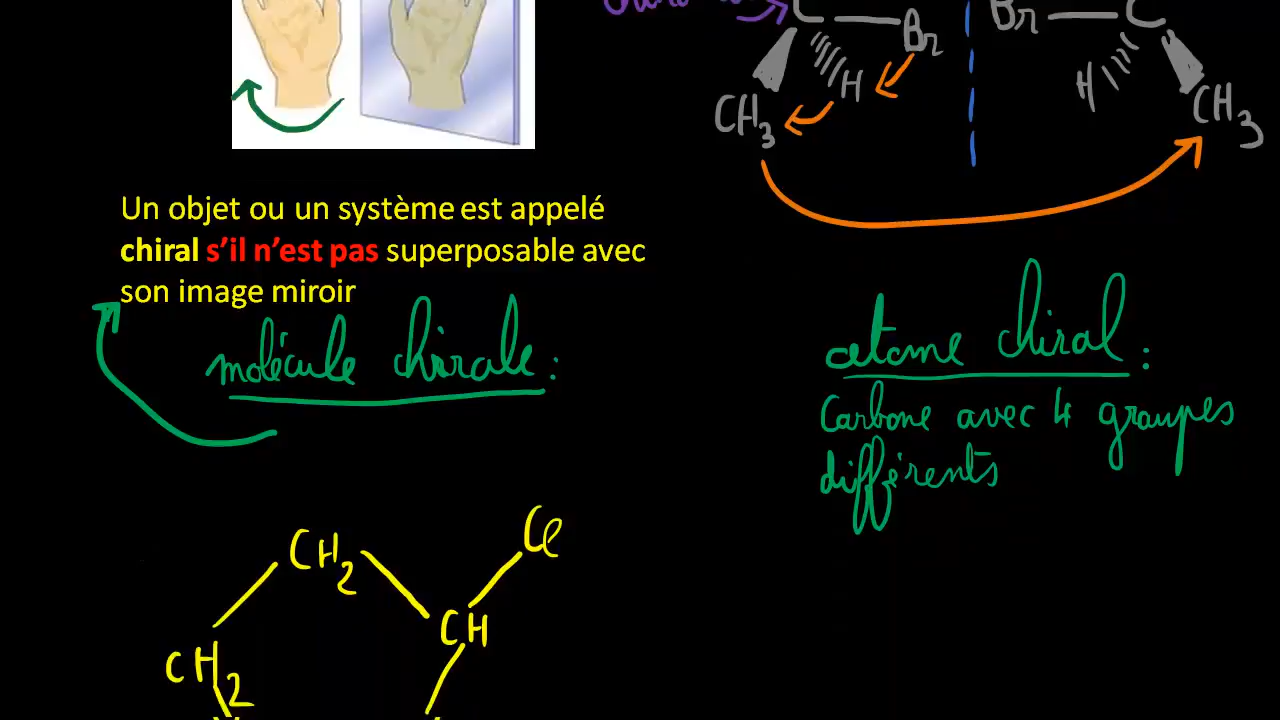 C Br Br C
H H
CH3 CH3
Un objet ou un système est appelé
chiral s’il n’est pas superposable avec
son image miroir
molécule chirale :
atome chiral :
Carbone avec 4 groupes
différents
Cl
CH2
CH
CH2